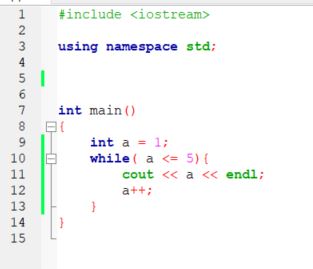 1 #include <iostream>
2
3 using namespace std;
4
5
6
7 int main()
8 {
9 int a = 1;
10 while( a <= 5){
11 cout << a << endl;
12 a++;
13 }
14 }
15